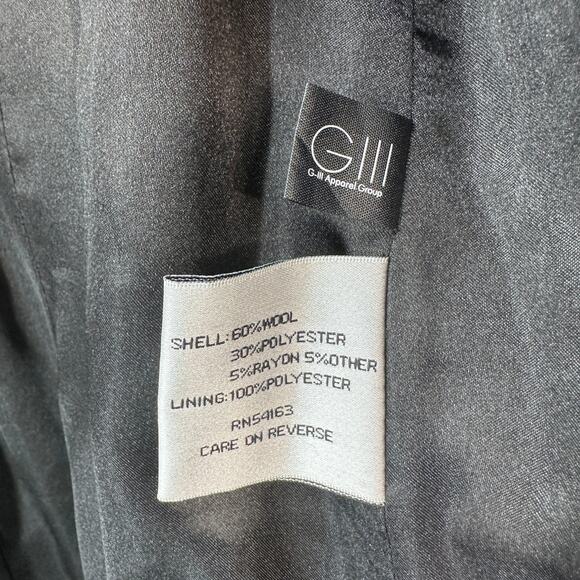 GIII
G-III Apparel Group
SHELL:60%WOOL
30%POLYESTER
5%RAYON 5%OTHER
LINING:100%POLYESTER
RN54163
CARE ON REVERSE